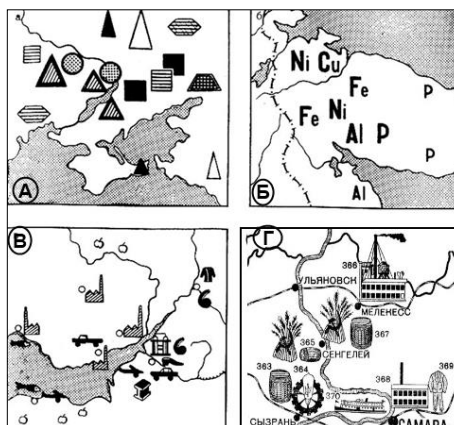 а
А
б
Ni Cu
Fe
P
Fe Ni
Al P
P
Al
Б
В
Г
366
УЛЬЯНОВСК
МЕЛЕКЕСС
367
365
СЕНГЕЛЕЙ
363 364 368 369
370
СЫЗРАНЬ САМАРА